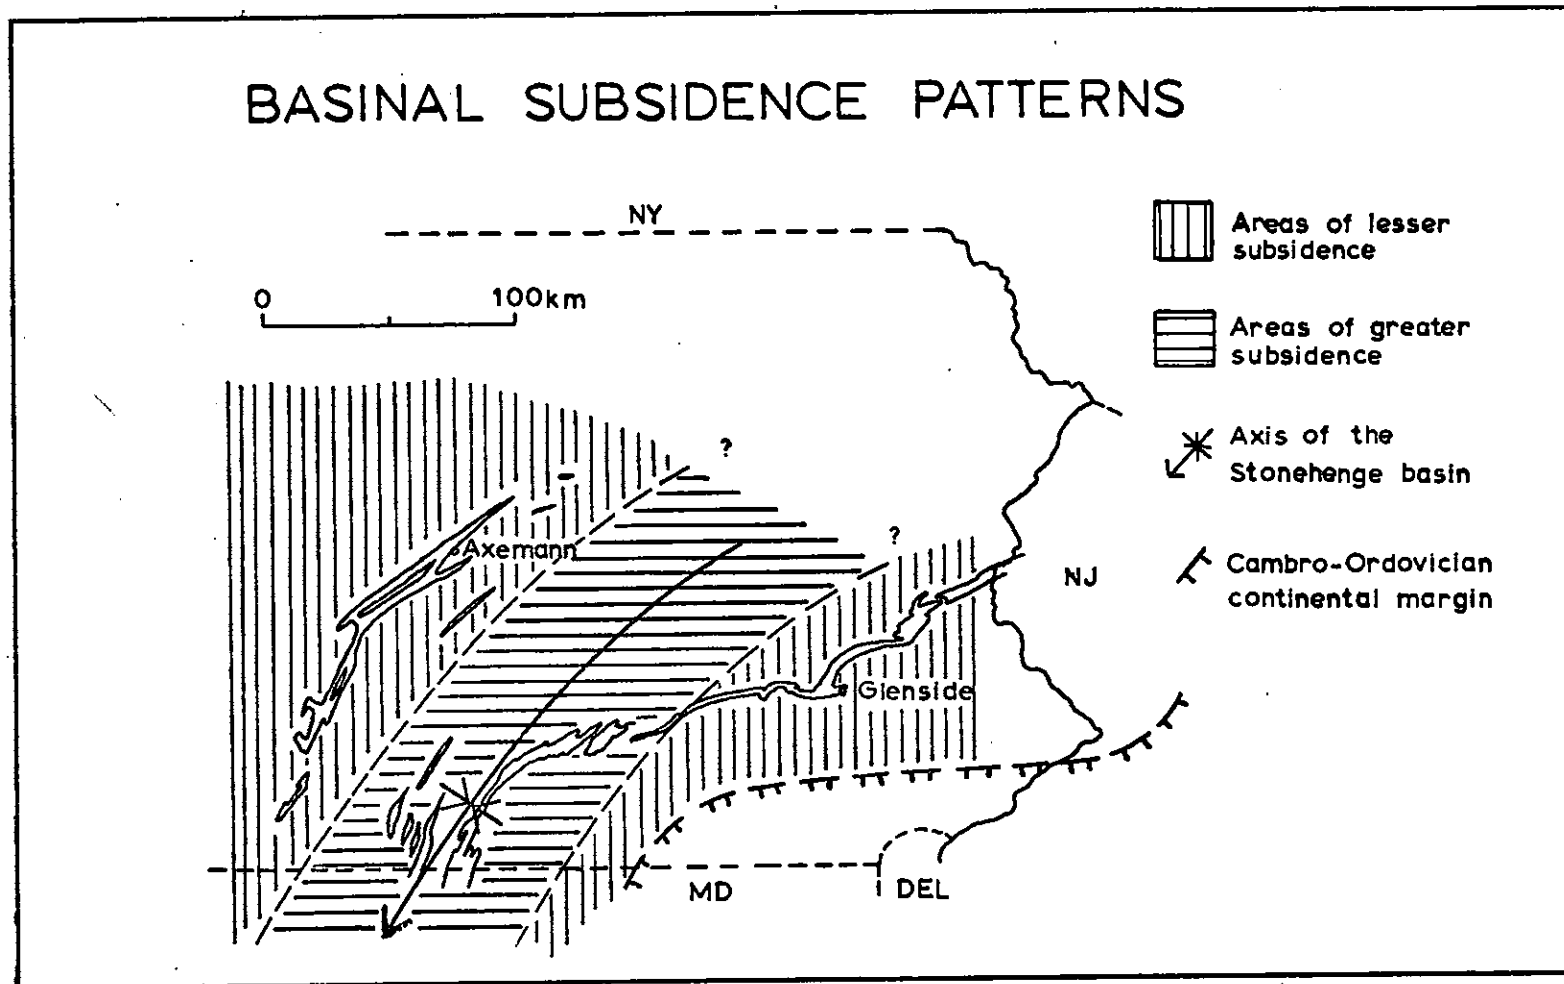 BASINAL SUBSIDENCE PATTERNS
NY
0 100km
Areas of lesser
subsidence
Areas of greater
subsidence
?
Axis of the
Stonehenge basin
?
Axemann
NJ
Cambro-Ordovician
continental margin
Glenside
MD
DEL